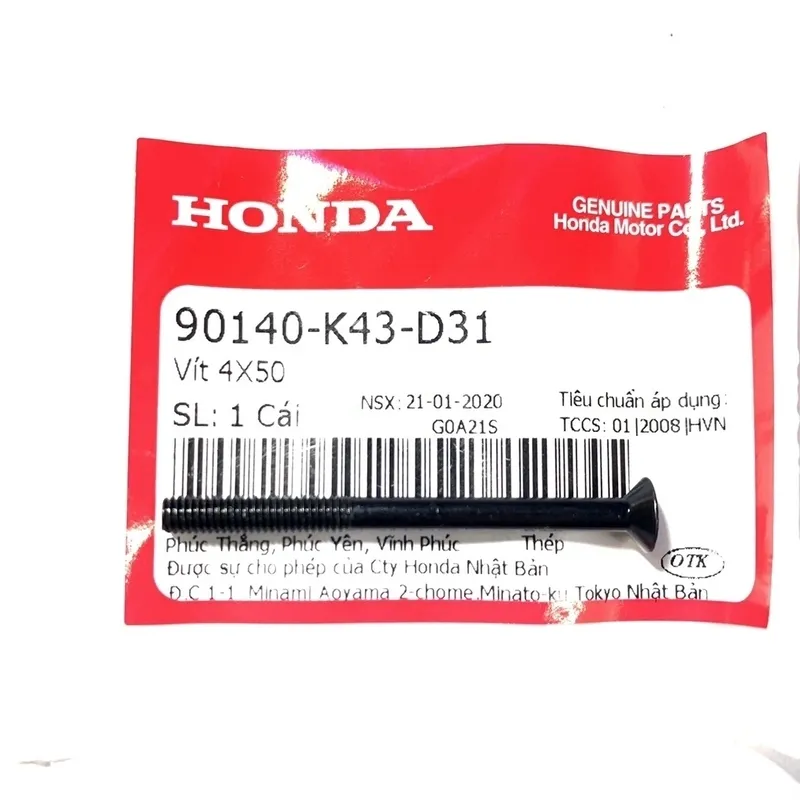 HONDA
GENUINE PARTS
Honda Motor Co., Ltd.
90140-K43-D31
Vít 4X50
SL: 1 Cái
NSX: 21-01-2020
G0A21S
Tiêu chuẩn áp dụng:
TCCS: 01|2008|HVN
Phúc Thắng, Phúc Yên, Vĩnh Phúc Thép
Được sự cho phép của Cty Honda Nhật Bản
Đ.C 1-1 Minami Aoyama 2-chome,Minato-ku Tokyo Nhật Bản
OTK